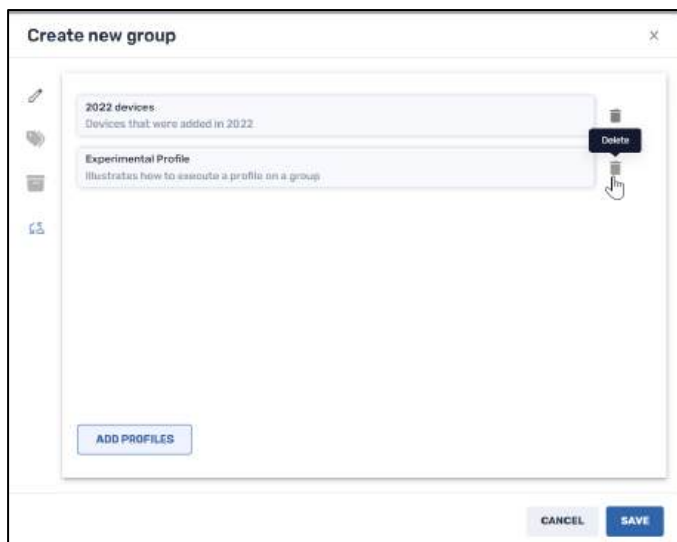 Create new group
2022 devices
Devices that were added in 2022
Delete
Experimental Profile
Illustrates how to execute a profile on a group
ADD PROFILES
CANCEL
SAVE